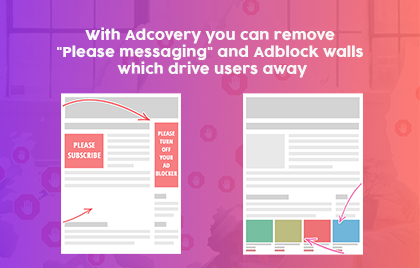 With Adcovery you can remove
"Please messaging" and Adblock walls
which drive users away
PLEASE
SUBSCRIBE
PLEASE
TURN
OFF
YOUR
AD
BLOCKER